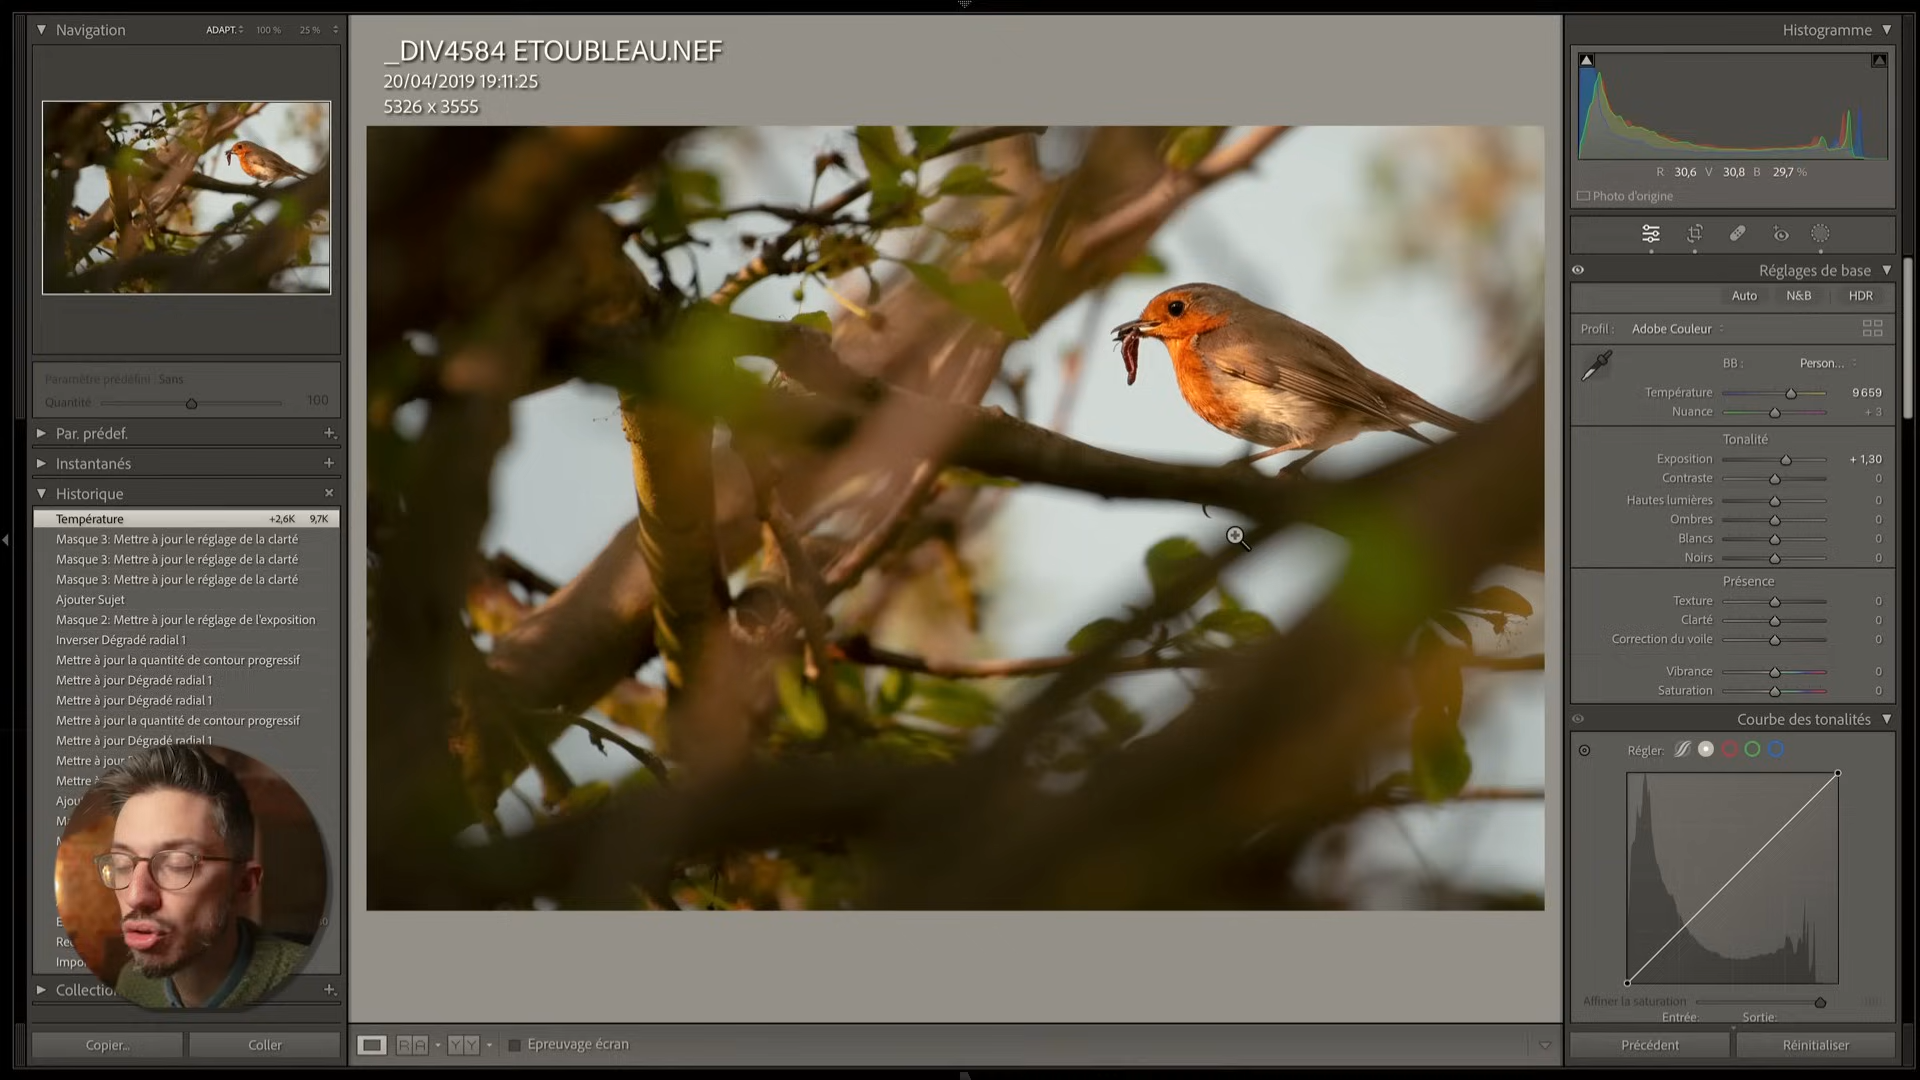 Navigation
ADAPT.
100 %
25 %
Paramètre prédéfini : Sans
Quantité
100
Par. prédéf.
Instantanés
Historique
Température +2,6K 9,7K
Masque 3: Mettre à jour le réglage de la clarté
Masque 3: Mettre à jour le réglage de la clarté
Masque 3: Mettre à jour le réglage de la clarté
Ajouter Sujet
Masque 2: Mettre à jour le réglage de l'exposition
Inverser Dégradé radial 1
Mettre à jour la quantité de contour progressif
Mettre à jour Dégradé radial 1
Mettre à jour Dégradé radial 1
Mettre à jour la quantité de contour progressif
Mettre à jour Dégradé radial 1
Mettre à jour
Mettre à
Ajou
M
E
Re
Impo
Collectio
Copier...
Coller
_DIV4584 ETOUBLEAU.NEF
20/04/2019 19:11:25
5326 x 3555
R A
Y Y
Epreuvage écran
Histogramme
R 30,6 V 30,8 B 29,7 %
Photo d'origine
Réglages de base
Auto
N&B
HDR
Profil : Adobe Couleur
BB : Person...
Température 9 659
Nuance + 3
Tonalité
Exposition + 1,30
Contraste 0
Hautes lumières 0
Ombres 0
Blancs 0
Noirs 0
Présence
Texture 0
Clarté 0
Correction du voile 0
Vibrance 0
Saturation 0
Courbe des tonalités
Régler :
Affiner la saturation
Entrée: Sortie:
Précédent
Réinitialiser